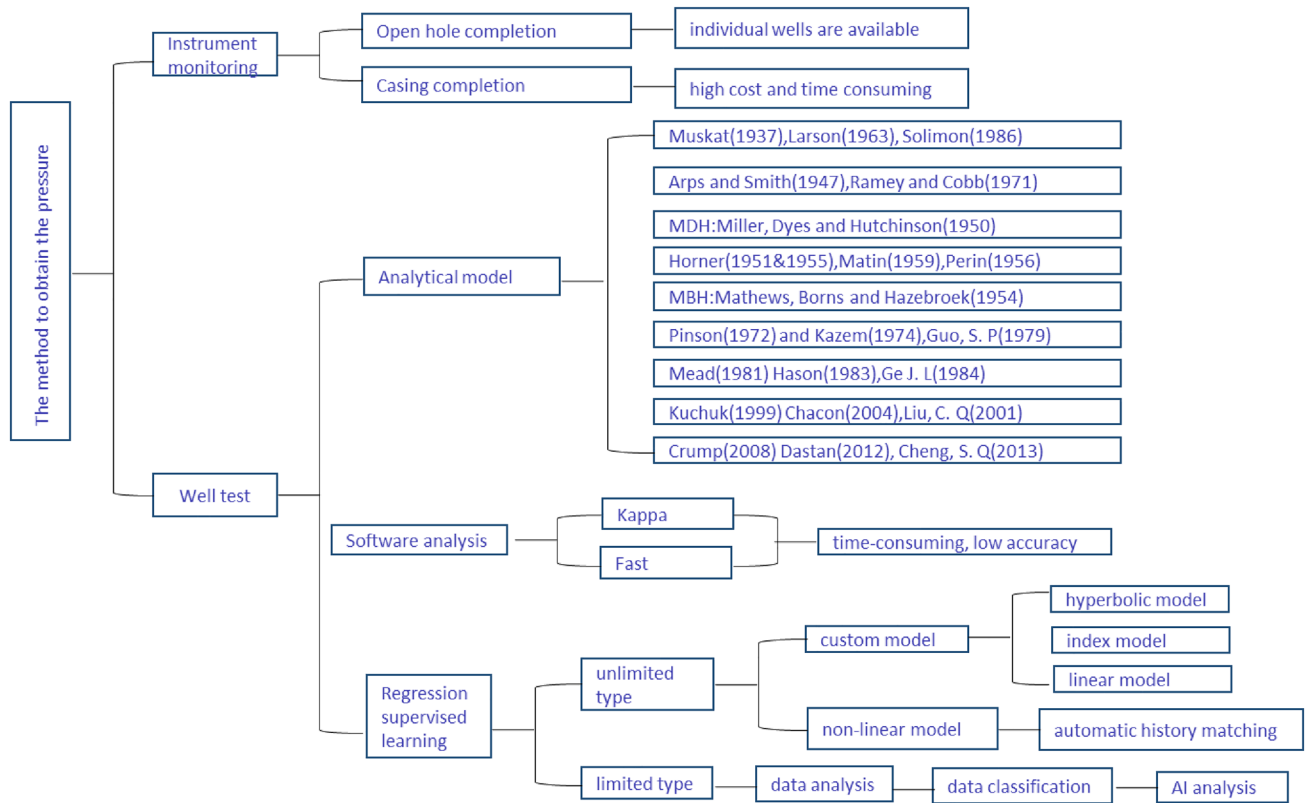 The method to obtain the pressure
Instrument
monitoring
Open hole completion
individual wells are available
Casing completion
high cost and time consuming
Well test
Analytical model
Muskat(1937),Larson(1963), Solimon(1986)
Arps and Smith(1947),Ramey and Cobb(1971)
MDH:Miller, Dyes and Hutchinson(1950)
Horner(1951&1955),Matin(1959),Perin(1956)
MBH:Mathews, Borns and Hazebroek(1954)
Pinson(1972) and Kazem(1974),Guo, S. P(1979)
Mead(1981) Hason(1983),Ge J. L(1984)
Kuchuk(1999) Chacon(2004),Liu, C. Q(2001)
Crump(2008) Dastan(2012), Cheng, S. Q(2013)
Software analysis
Kappa
Fast
time-consuming, low accuracy
Regression
supervised
learning
unlimited
type
custom model
hyperbolic model
index model
linear model
non-linear model
automatic history matching
limited type
data analysis
data classification
AI analysis